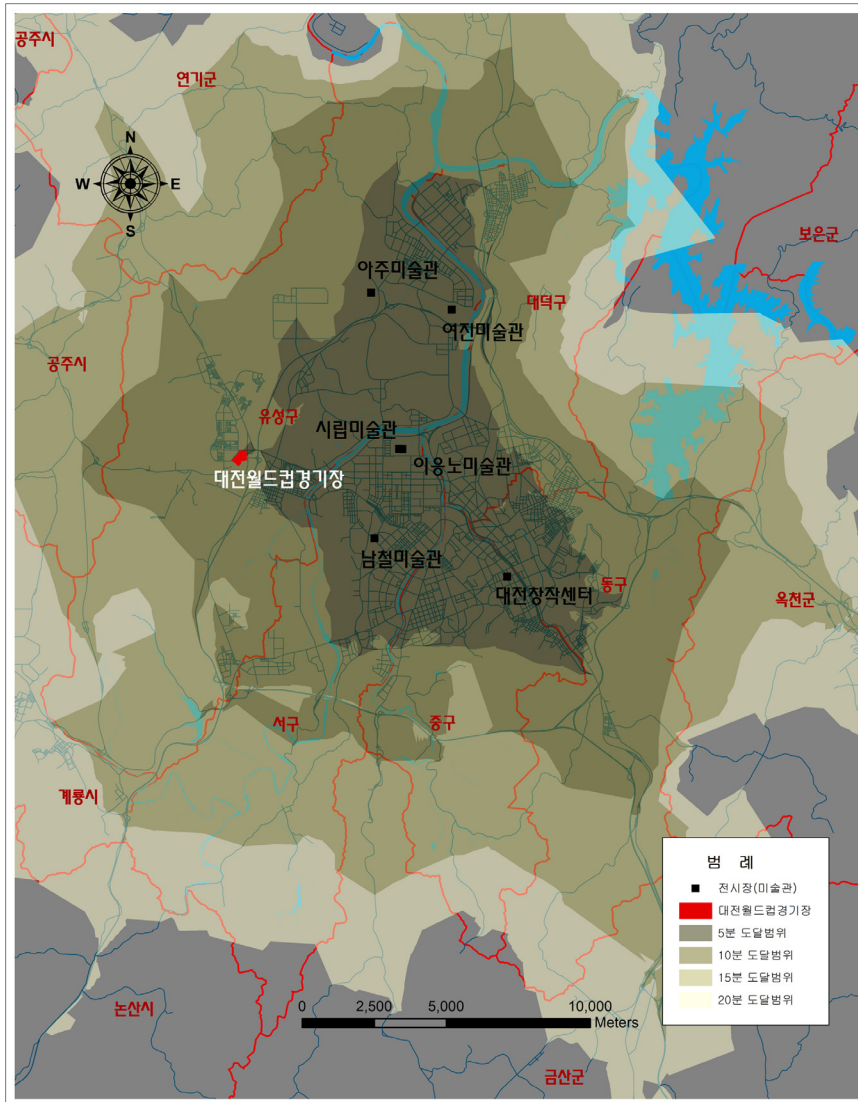 공주시
연기군
N
W
E
S
보은군
아주미술관
대덕구
여진미술관
공주시
유성구
시립미술관
이응노미술관
대전월드컵경기장
남철미술관
대전창작센터
동구
옥천군
서구
중구
계룡시
범 례
전시장(미술관)
대전월드컵경기장
5분 도달범위
10분 도달범위
15분 도달범위
20분 도달범위
논산시
0 2,500 5,000 10,000
Meters
금산군